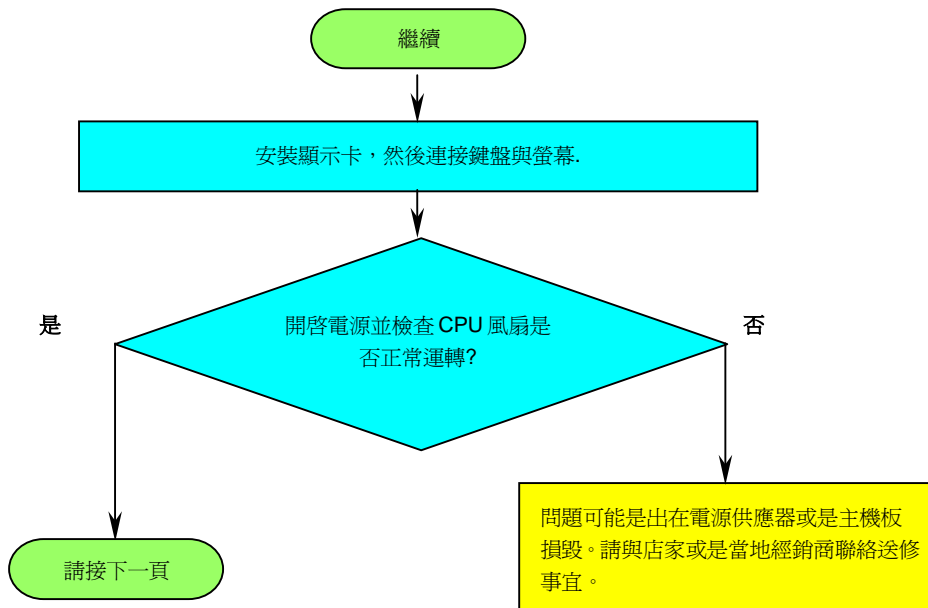 繼續
安裝顯示卡，然後連接鍵盤與螢幕.
是
開啓電源並檢查 CPU 風扇是
否正常運轉?
否
問題可能是出在電源供應器或是主機板
損毀。請與店家或是當地經銷商聯絡送修
事宜。
請接下一頁